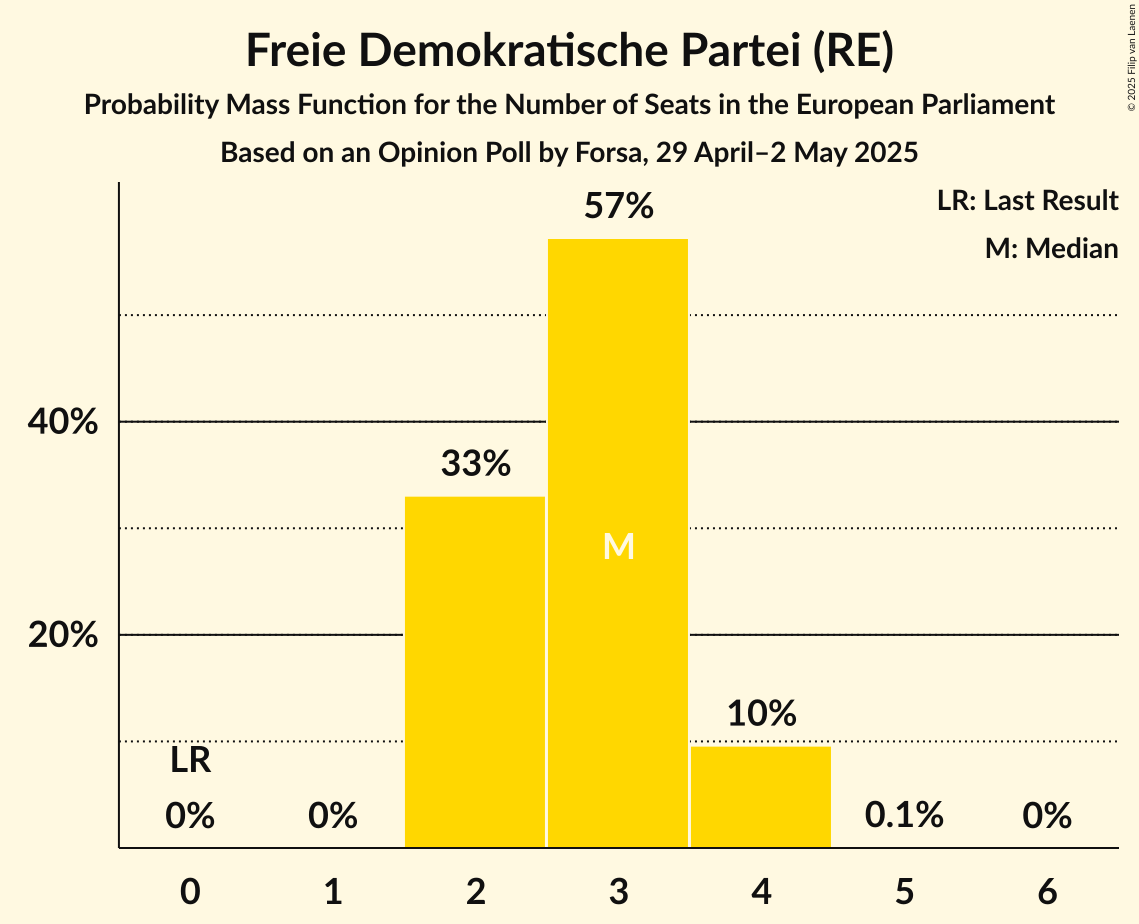 Freie Demokratische Partei (RE)
Probability Mass Function for the Number of Seats in the European Parliament
Based on an Opinion Poll by Forsa, 29 April–2 May 2025
© 2025 Filip van Laenen
LR: Last Result
M: Median
57%
40%
33%
M
20%
10%
LR
0%
0%
0.1%
0%
0
1
2
3
4
5
6